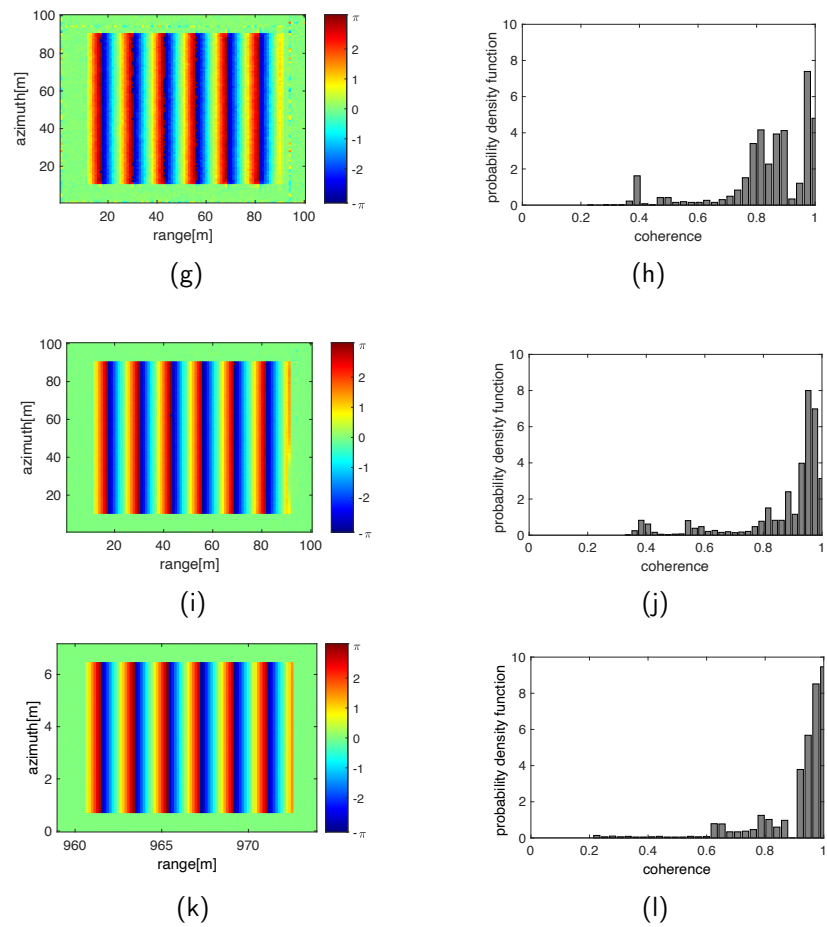 100
80
60
40
20
azimuth[m]
20 40 60 80 100
range[m]
π
2
1
0
-1
-2
-π
(g)
10
8
6
4
2
0
probability density function
0 0.2 0.4 0.6 0.8 1
coherence
(h)
100
80
60
40
20
azimuth[m]
20 40 60 80 100
range[m]
π
2
1
0
-1
-2
-π
(i)
10
8
6
4
2
0
probability density function
0 0.2 0.4 0.6 0.8 1
coherence
(j)
6
4
2
0
azimuth[m]
960 965 970
range[m]
π
2
1
0
-1
-2
-π
(k)
10
8
6
4
2
0
probability density function
0 0.2 0.4 0.6 0.8 1
coherence
(l)